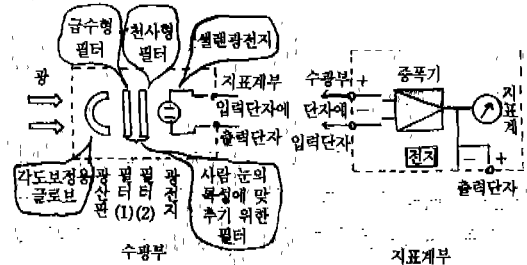 급수형
필터
천사형
필터
셀랜광전지
광
지표계부
입력단자에
출력단자
각도보정용
글로브
광산판
필터
(1)
필터
(2)
광전지
사람 눈의
특성에 맞
추기 위한
필터
수광부
수광부
단자에
입력단자
+
−
증폭기
지표계
전지
− +
출력단자
지표계부